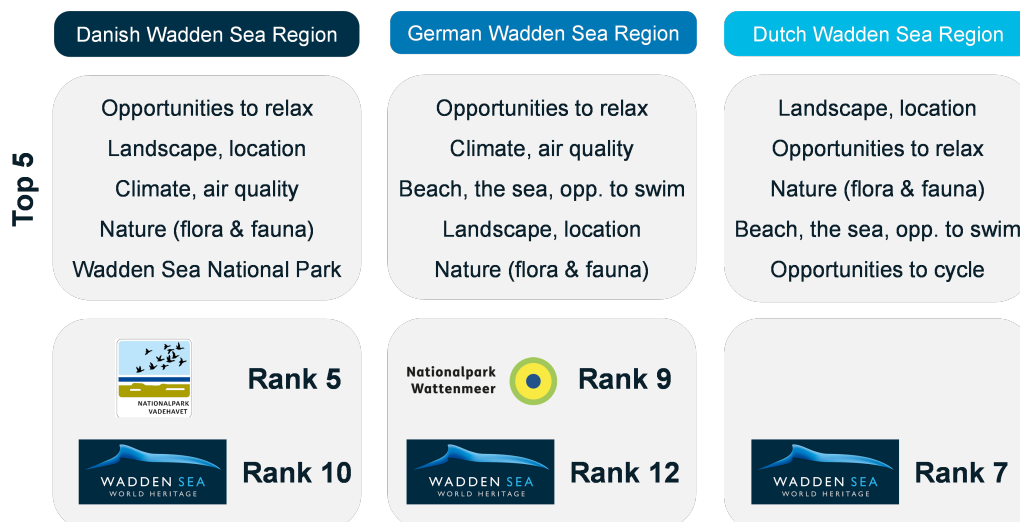 Danish Wadden Sea Region
German Wadden Sea Region
Dutch Wadden Sea Region
Top 5
Opportunities to relax
Landscape, location
Climate, air quality
Nature (flora & fauna)
Wadden Sea National Park
Opportunities to relax
Climate, air quality
Beach, the sea, opp. to swim
Landscape, location
Nature (flora & fauna)
Landscape, location
Opportunities to relax
Nature (flora & fauna)
Beach, the sea, opp. to swim
Opportunities to cycle
NATIONALPARK
VADEHAVET
Rank 5
WADDEN SEA
WORLD HERITAGE
Rank 10
Nationalpark
Wattenmeer
Rank 9
WADDEN SEA
WORLD HERITAGE
Rank 12
WADDEN SEA
WORLD HERITAGE
Rank 7